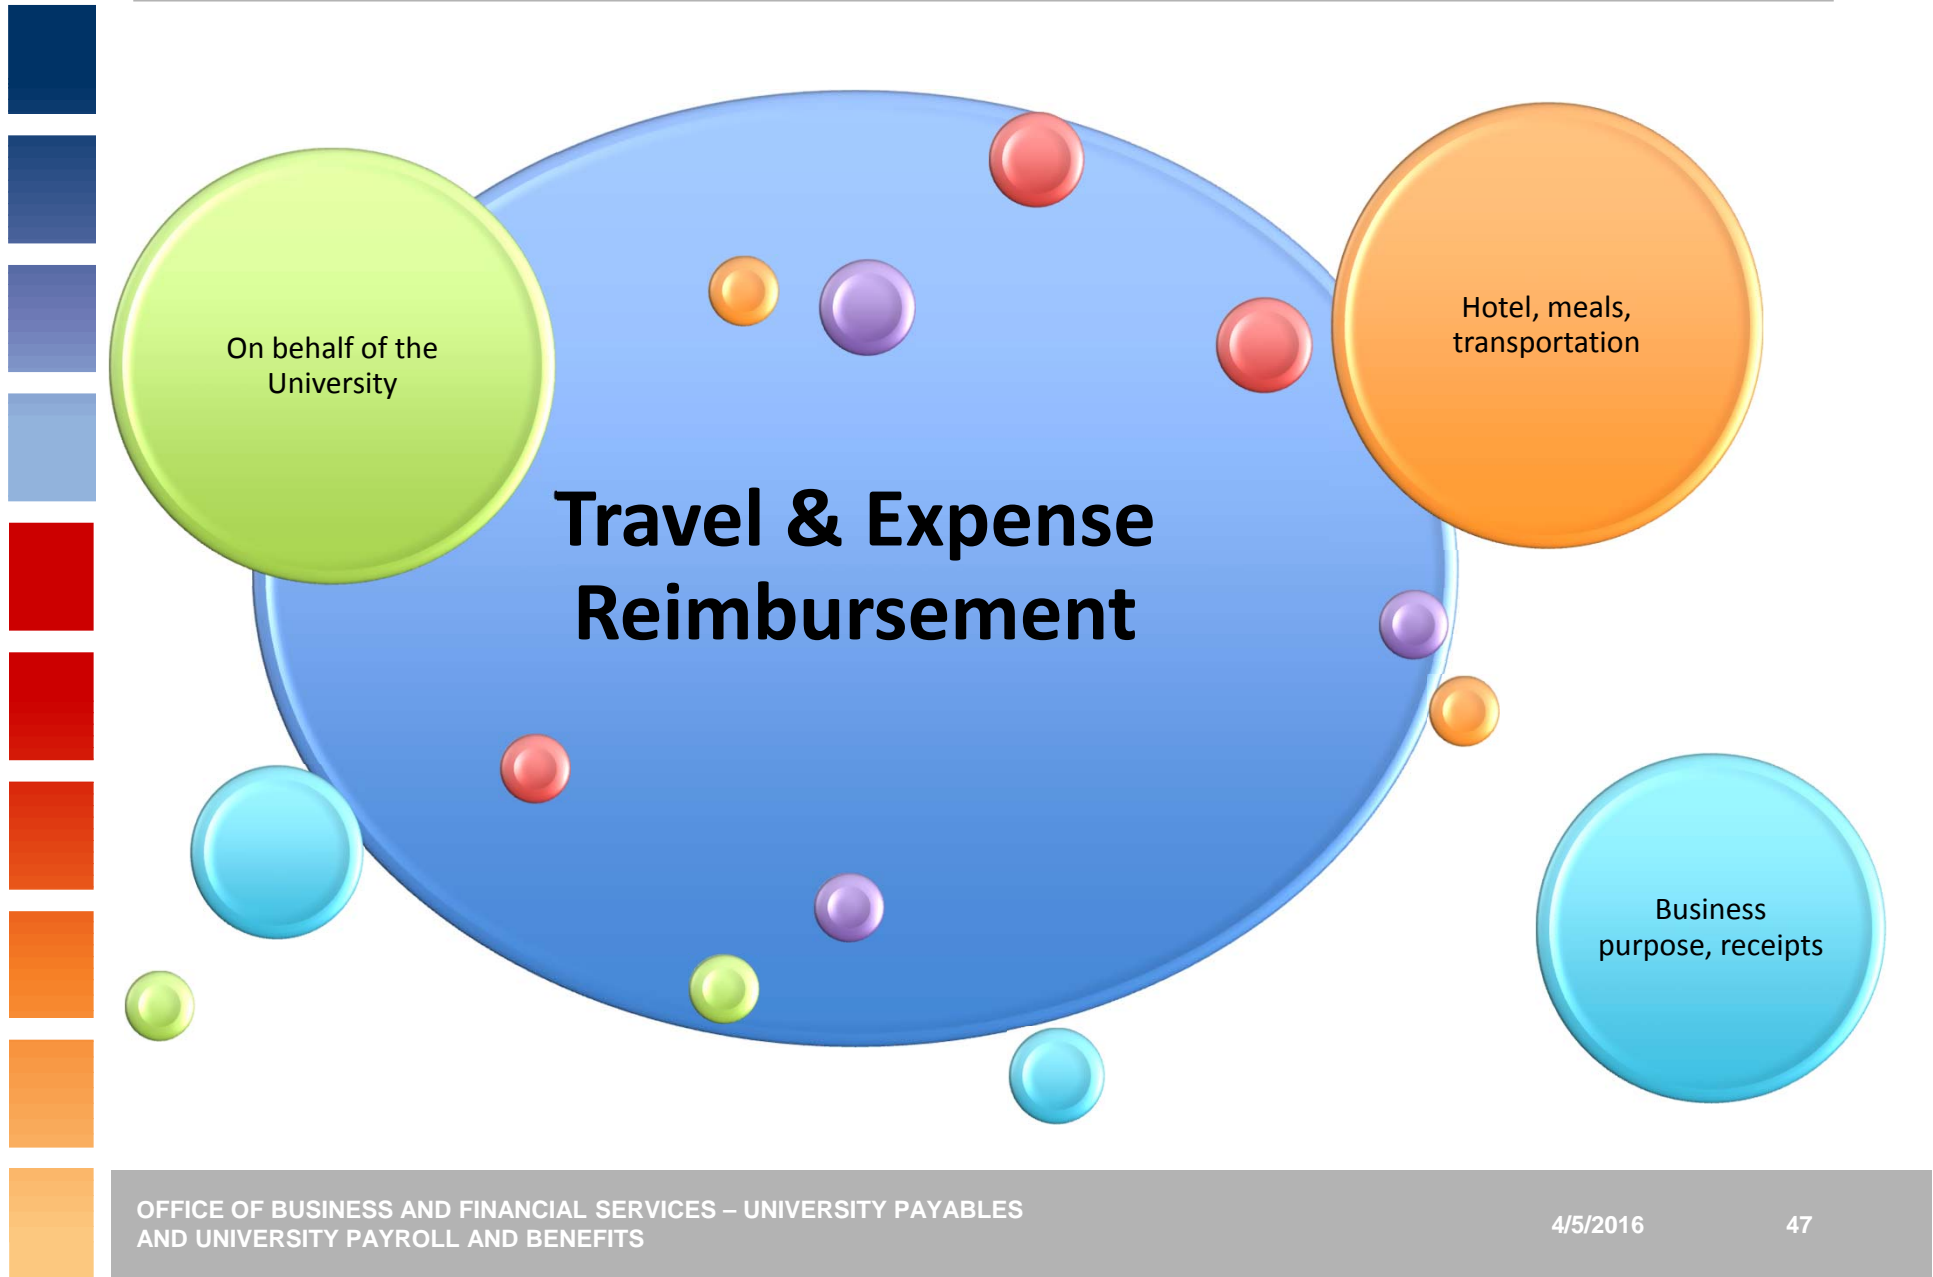 On behalf of the
University
Hotel, meals,
transportation
Travel & Expense
Reimbursement
Business
purpose, receipts
OFFICE OF BUSINESS AND FINANCIAL SERVICES – UNIVERSITY PAYABLES
AND UNIVERSITY PAYROLL AND BENEFITS
4/5/2016
47